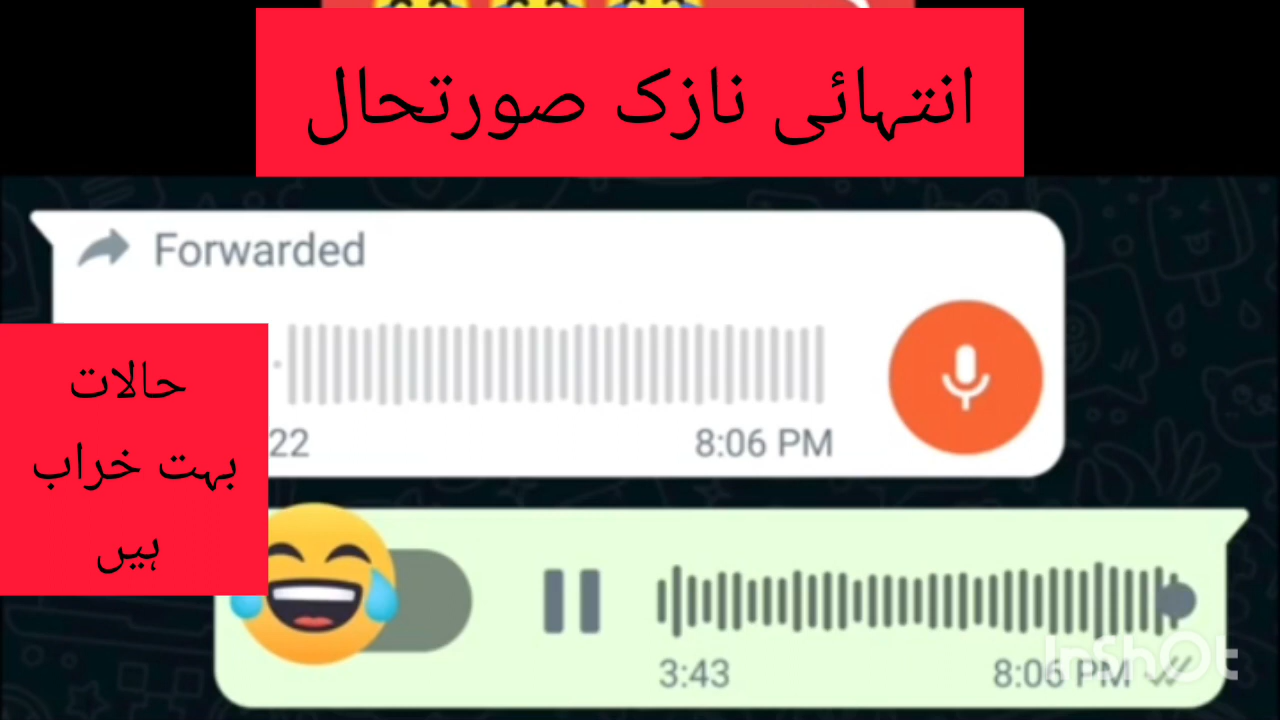 انتہائی نازک صورتحال
Forwarded
22
8:06 PM
حالات
بہت خراب
ہیں
3:43
8:06 PM
InShOt